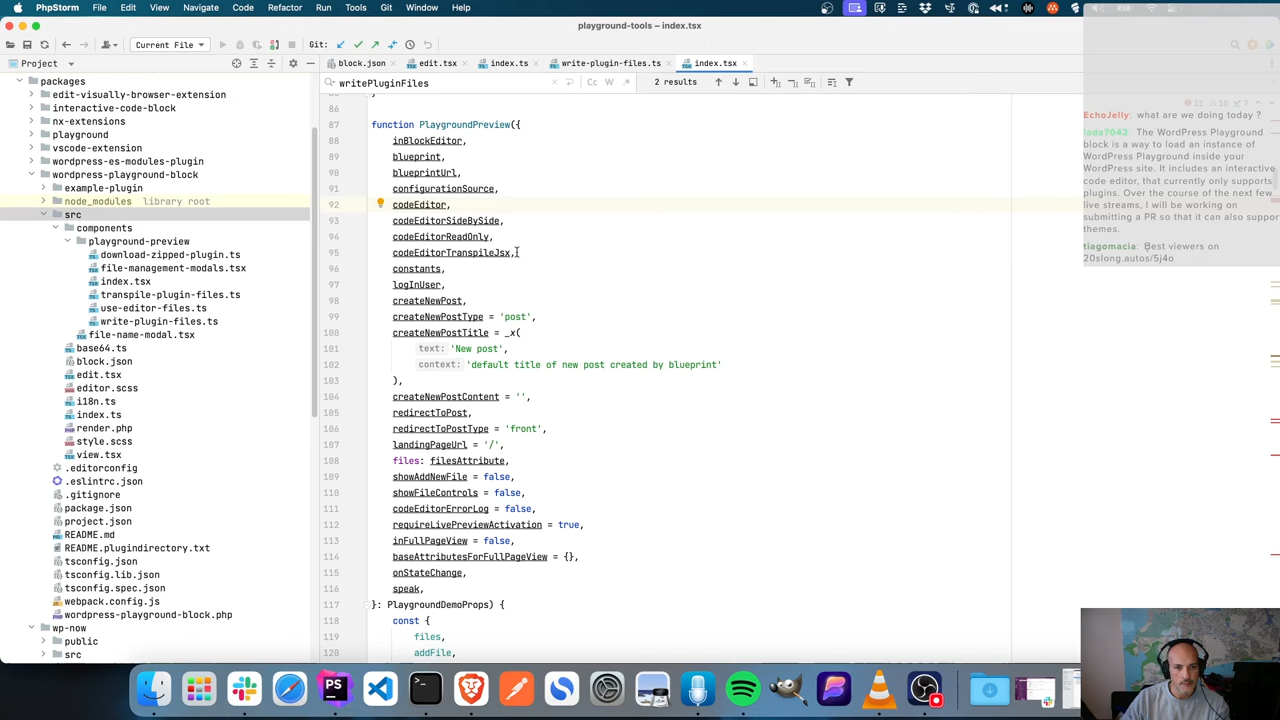 PhpStorm File Edit View Navigate Code Refactor Run Tools Git Window Help
playground-tools – index.tsx
Current File Git:
Project
block.json edit.tsx index.ts write-plugin-files.ts index.tsx
writePluginFiles Cc W .* 2 results
packages
edit-visually-browser-extension
interactive-code-block
nx-extensions
playground
vscode-extension
wordpress-es-modules-plugin
wordpress-playground-block
example-plugin
node_modules library root
src
components
playground-preview
download-zipped-plugin.ts
file-management-modals.tsx
index.tsx
transpile-plugin-files.ts
use-editor-files.ts
write-plugin-files.ts
file-name-modal.tsx
base64.ts
block.json
edit.tsx
editor.scss
i18n.ts
index.ts
render.php
style.scss
view.tsx
.editorconfig
.eslintrc.json
.gitignore
package.json
project.json
README.md
README.plugindirectory.txt
tsconfig.json
tsconfig.lib.json
tsconfig.spec.json
webpack.config.js
wordpress-playground-block.php
wp-now
public
src
85 }
86
87 function PlaygroundPreview({
88 inBlockEditor,
89 blueprint,
90 blueprintUrl,
91 configurationSource,
92 codeEditor,
93 codeEditorSideBySide,
94 codeEditorReadOnly,
95 codeEditorTranspileJsx,
96 constants,
97 logInUser,
98 createNewPost,
99 createNewPostType = 'post',
100 createNewPostTitle = _x(
101 text: 'New post',
102 context: 'default title of new post created by blueprint'
103 ),
104 createNewPostContent = '',
105 redirectToPost,
106 redirectToPostType = 'front',
107 landingPageUrl = '/',
108 files: filesAttribute,
109 showAddNewFile = false,
110 showFileControls = false,
111 codeEditorErrorLog = false,
112 requireLivePreviewActivation = true,
113 inFullPageView = false,
114 baseAttributesForFullPageView = {},
115 onStateChange,
116 speak,
117 }: PlaygroundDemoProps) {
118 const {
119 files,
addFile,
11 18 7
EchoJelly: what are we doing today ?
lada7042: The WordPress Playground
block is a way to load an instance of
WordPress Playground inside your
WordPress site. It includes an interactive
code editor, that currently only supports
plugins. Over the course of the next few
live streams, I will be working on
submitting a PR so that it can also support
themes.
tiagomacia: Best viewers on
20slong.autos/5j4o